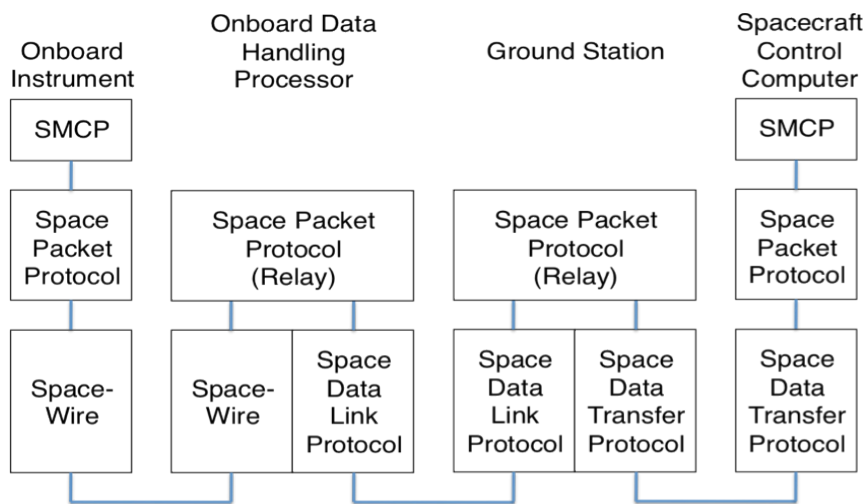 Onboard
Instrument
Onboard Data
Handling
Processor
Ground Station
Spacecraft
Control
Computer
SMCP
SMCP
Space
Packet
Protocol
Space Packet
Protocol
(Relay)
Space Packet
Protocol
(Relay)
Space
Packet
Protocol
Space-
Wire
Space-
Wire
Space
Data
Link
Protocol
Space
Data
Link
Protocol
Space
Data
Transfer
Protocol
Space
Data
Transfer
Protocol